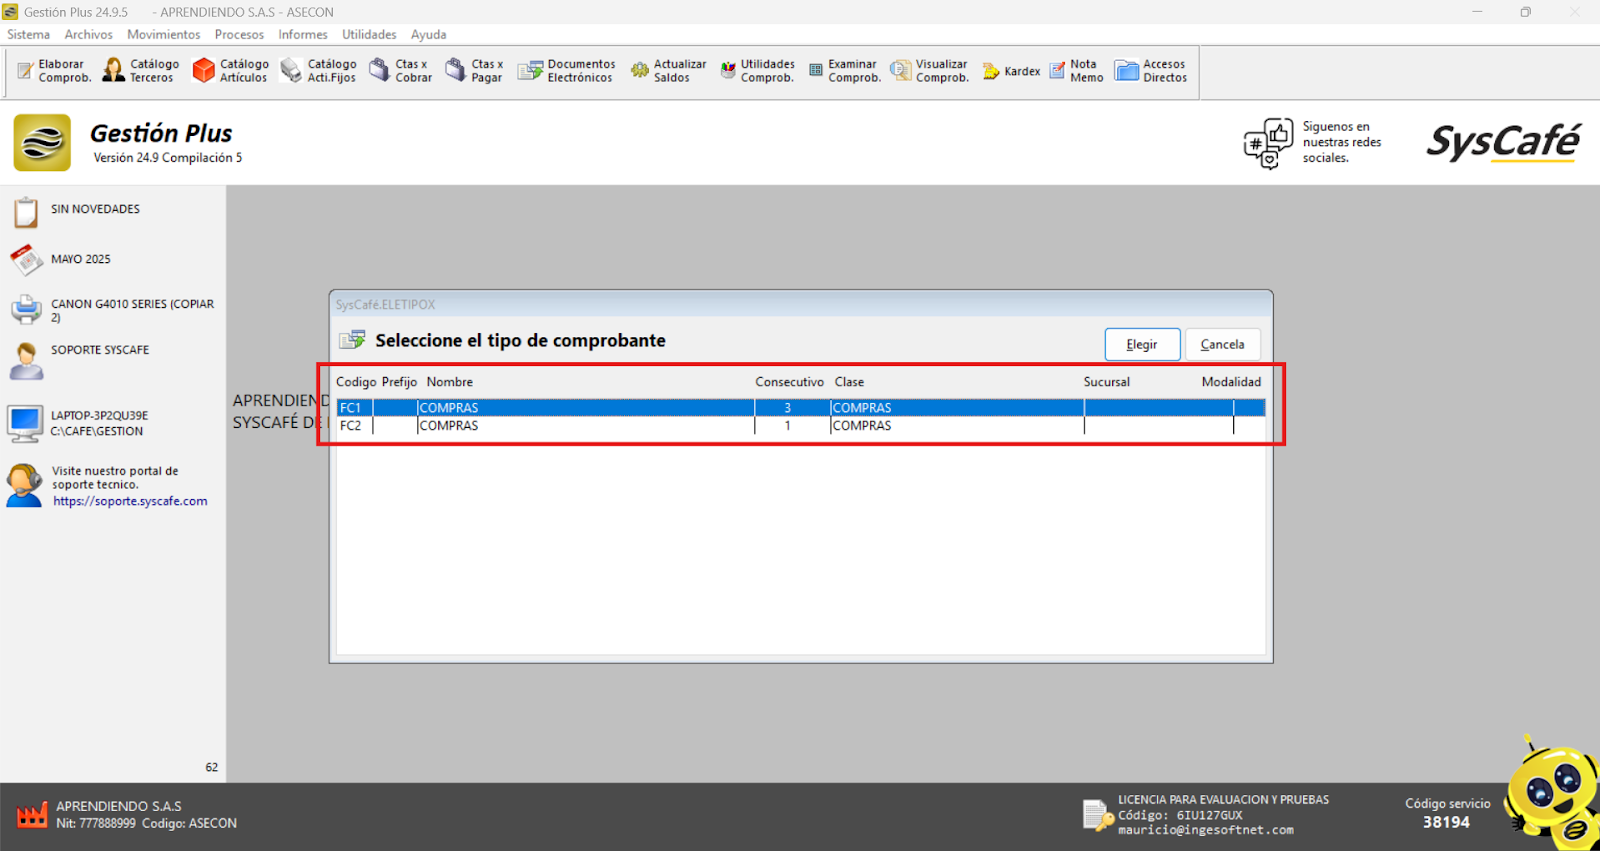 Gestión Plus 24.9.5 - APRENDIENDO S.A.S - ASECON
Sistema Archivos Movimientos Procesos Informes Utilidades Ayuda
Elaborar Comprob.
Catálogo Terceros
Catálogo Artículos
Catálogo Acti.Fijos
Ctas x Cobrar
Ctas x Pagar
Documentos Electrónicos
Actualizar Saldos
Utilidades Comprob.
Examinar Comprob.
Visualizar Comprob.
Kardex
Nota Memo
Accesos Directos
Gestión Plus
Versión 24.9 Compilación 5
Siguenos en
nuestras redes
sociales.
SysCafé
SIN NOVEDADES
MAYO 2025
CANON G4010 SERIES (COPIAR
2)
SOPORTE SYSCAFE
LAPTOP-3P2QU39E
C:\CAFE\GESTION
Visite nuestro portal de
soporte tecnico.
https://soporte.syscafe.com
62
APRENDIEND
SYSCAFÉ DE
SysCafé.ELETIPOX
Seleccione el tipo de comprobante
Elegir Cancela
Codigo Prefijo Nombre Consecutivo Clase Sucursal Modalidad
FC1 COMPRAS 3 COMPRAS
FC2 COMPRAS 1 COMPRAS
APRENDIENDO S.A.S
Nit: 777888999 Codigo: ASECON
LICENCIA PARA EVALUACION Y PRUEBAS
Código: 6IU127GUX
mauricio@ingesoftnet.com
Código servicio
38194